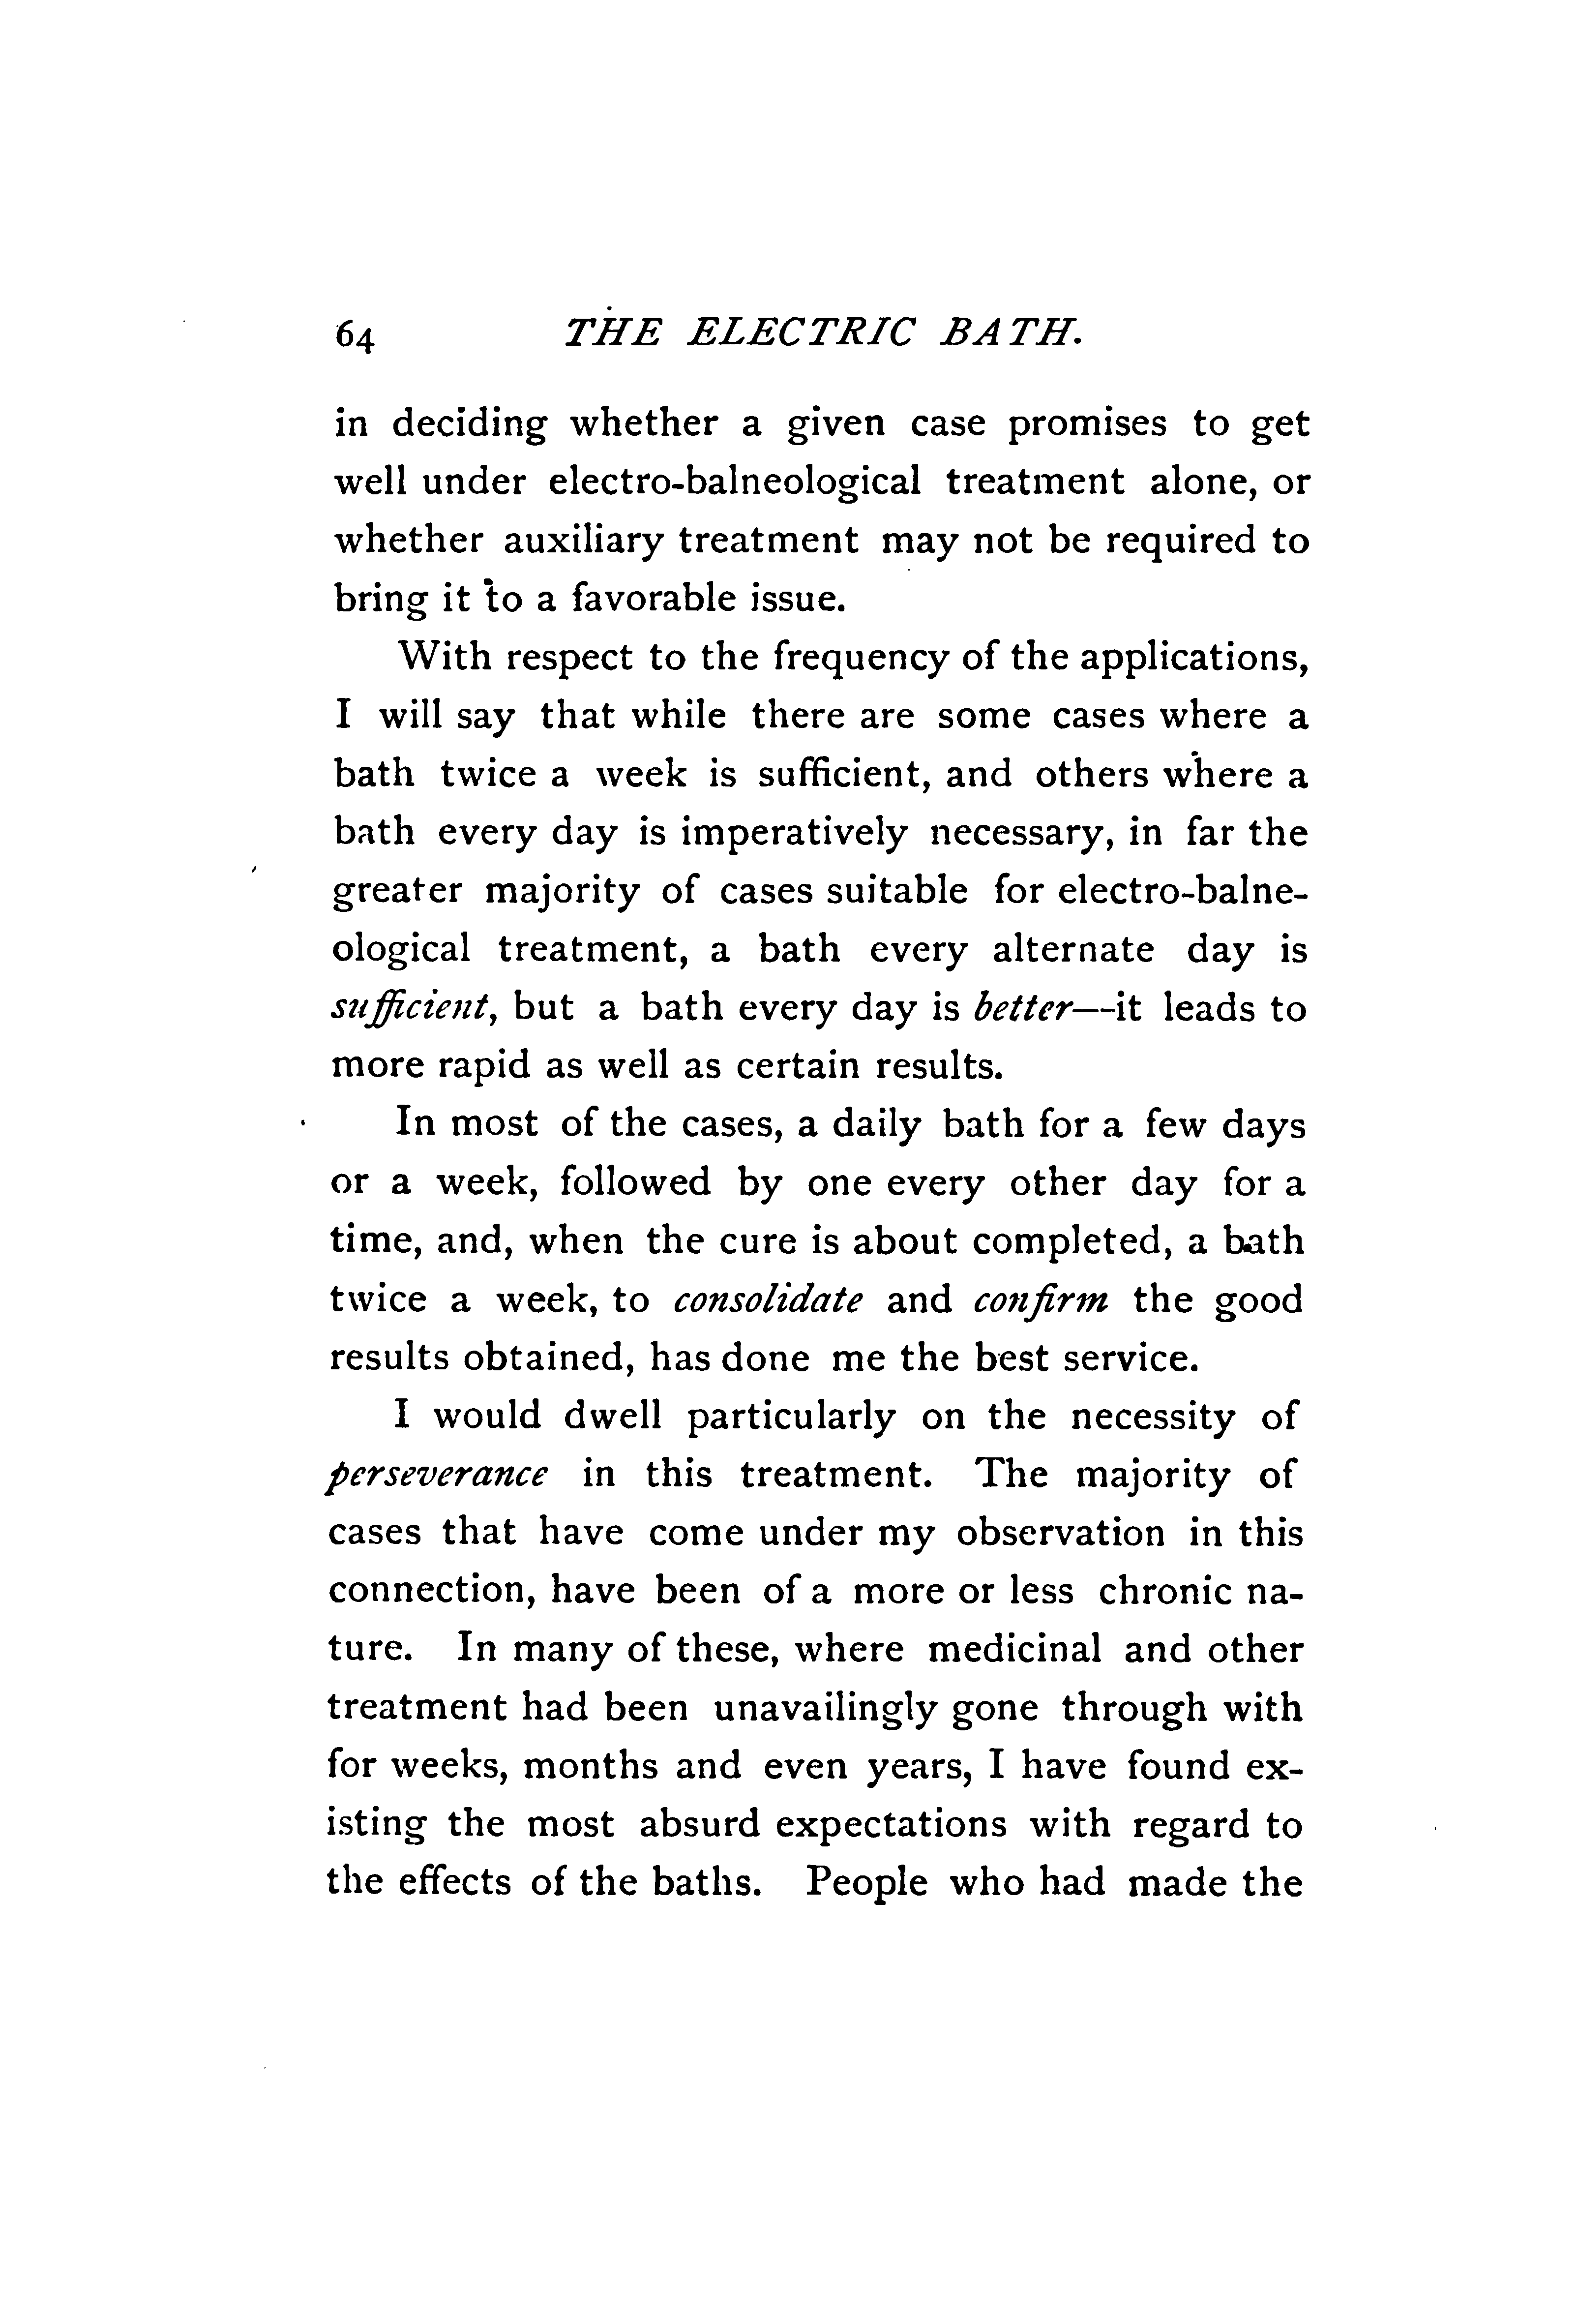 64 THE ELECTRIC BATH.
in deciding whether a given case promises to get
well under electro-balneological treatment alone, or
whether auxiliary treatment may not be required to
bring it to a favorable issue.
With respect to the frequency of the applications,
I will say that while there are some cases where a
bath twice a week is sufficient, and others where a
bath every day is imperatively necessary, in far the
greater majority of cases suitable for electro-balne-
ological treatment, a bath every alternate day is
sufficient, but a bath every day is better—it leads to
more rapid as well as certain results.
In most of the cases, a daily bath for a few days
or a week, followed by one every other day for a
time, and, when the cure is about completed, a bath
twice a week, to consolidate and confirm the good
results obtained, has done me the best service.
I would dwell particularly on the necessity of
perseverance in this treatment. The majority of
cases that have come under my observation in this
connection, have been of a more or less chronic na-
ture. In many of these, where medicinal and other
treatment had been unavailingly gone through with
for weeks, months and even years, I have found ex-
isting the most absurd expectations with regard to
the effects of the baths. People who had made the